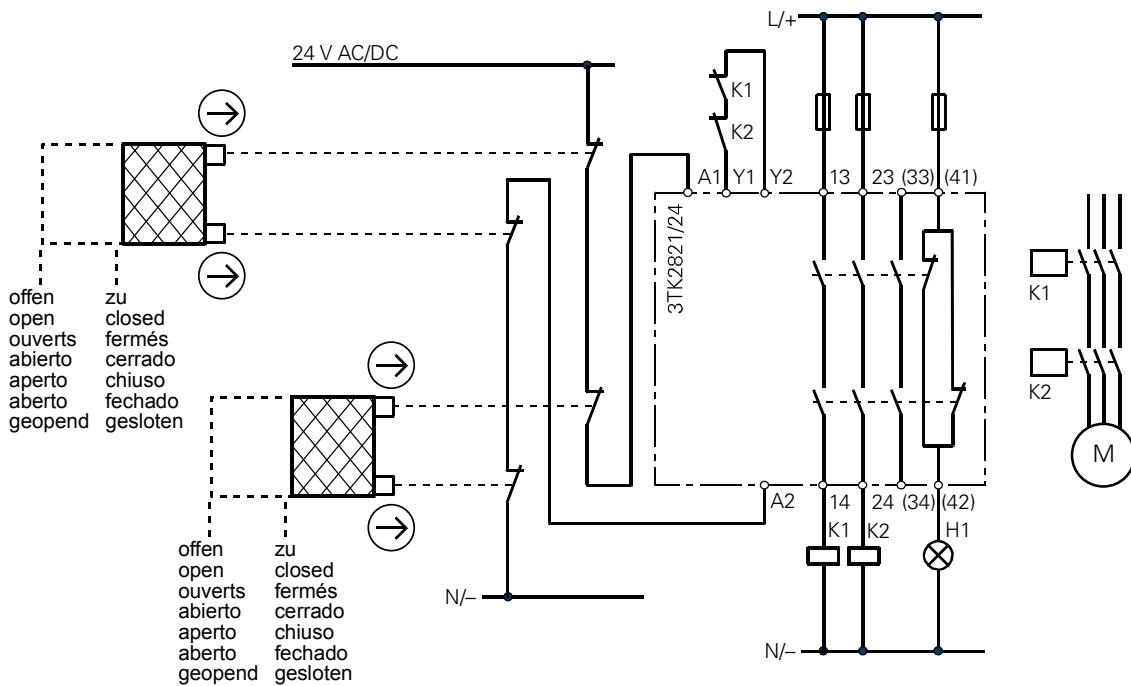 L/+
24 V AC/DC
K1
K2
A1 Y1 Y2 13 23 (33) (41)
3TK2821/24
offen zu
open closed
ouverts fermés
abierto cerrado
aperto chiuso
aberto fechado
geopend gesloten
K1
K2
M
A2 14 24 (34) (42)
K1 K2 H1
offen zu
open closed
ouverts fermés
abierto cerrado
aperto chiuso
aberto fechado
geopend gesloten
N/–
N/–